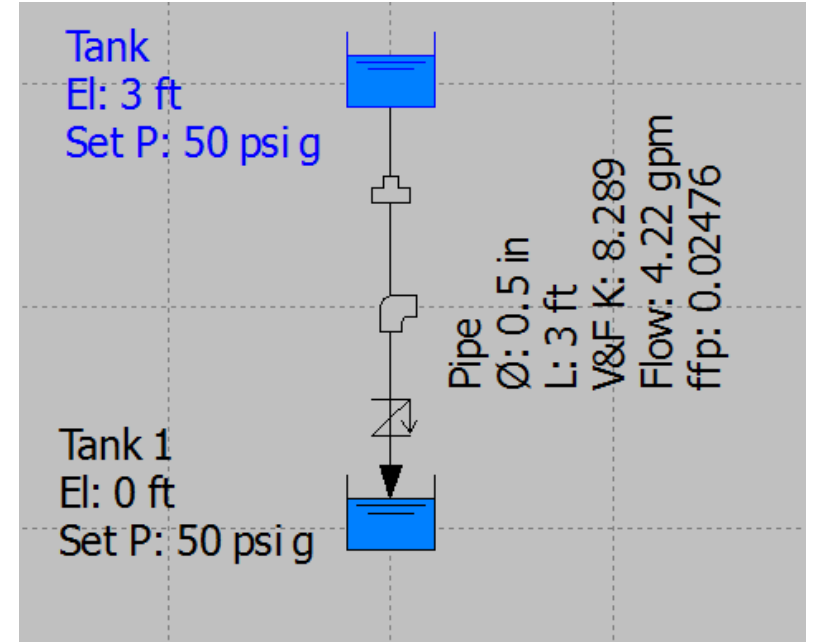 Tank
El: 3 ft
Set P: 50 psi g
Pipe
Ø: 0.5 in
L: 3 ft
V&F K: 8.289
Flow: 4.22 gpm
ffp: 0.02476
Tank 1
El: 0 ft
Set P: 50 psi g